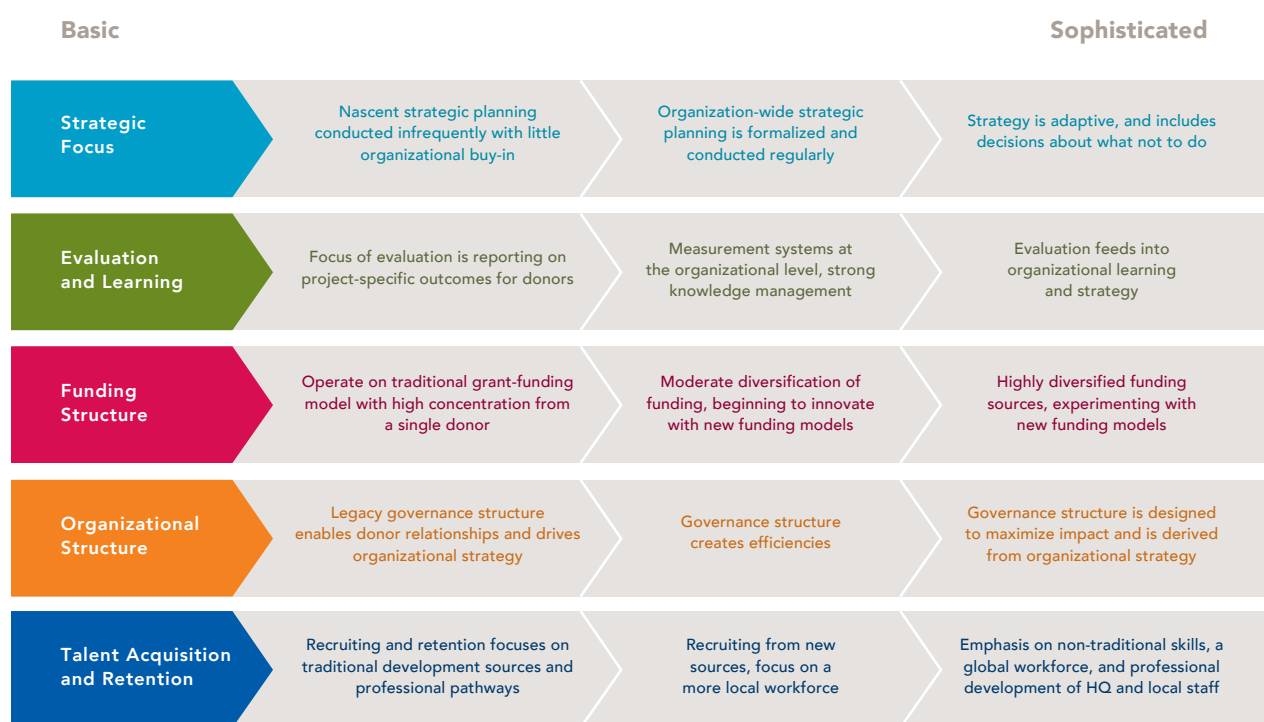 Basic
Sophisticated
Strategic
Focus
Nascent strategic planning
conducted infrequently with little
organizational buy-in
Organization-wide strategic
planning is formalized and
conducted regularly
Strategy is adaptive, and includes
decisions about what not to do
Evaluation
and Learning
Focus of evaluation is reporting on
project-specific outcomes for donors
Measurement systems at
the organizational level, strong
knowledge management
Evaluation feeds into
organizational learning
and strategy
Funding
Structure
Operate on traditional grant-funding
model with high concentration from
a single donor
Moderate diversification of
funding, beginning to innovate
with new funding models
Highly diversified funding
sources, experimenting with
new funding models
Organizational
Structure
Legacy governance structure
enables donor relationships and drives
organizational strategy
Governance structure
creates efficiencies
Governance structure is designed
to maximize impact and is derived
from organizational strategy
Talent Acquisition
and Retention
Recruiting and retention focuses on
traditional development sources and
professional pathways
Recruiting from new
sources, focus on a
more local workforce
Emphasis on non-traditional skills, a
global workforce, and professional
development of HQ and local staff